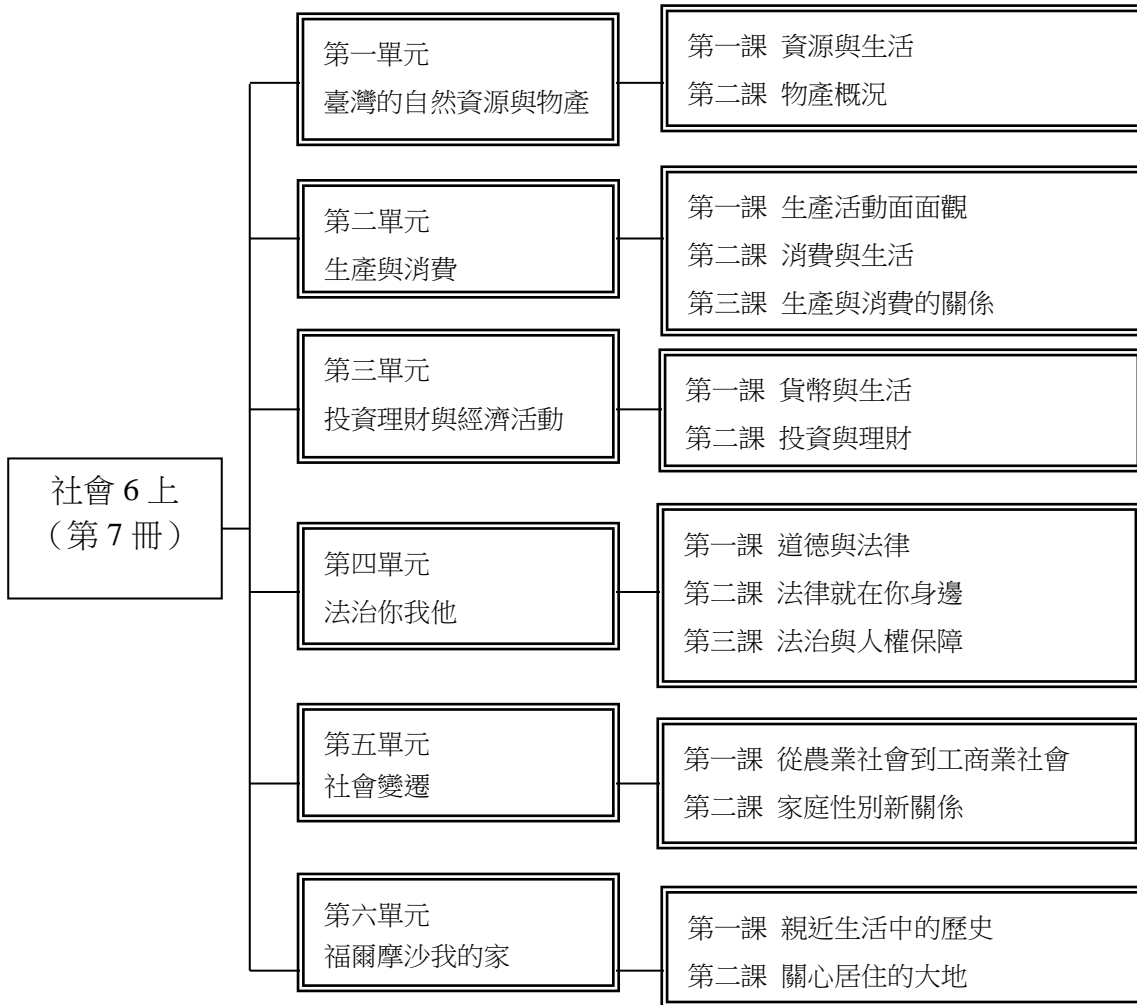 社會 6 上
（第 7 冊）
第一單元
臺灣的自然資源與物產
第一課 資源與生活
第二課 物產概況
第二單元
生產與消費
第一課 生產活動面面觀
第二課 消費與生活
第三課 生產與消費的關係
第三單元
投資理財與經濟活動
第一課 貨幣與生活
第二課 投資與理財
第四單元
法治你我他
第一課 道德與法律
第二課 法律就在你身邊
第三課 法治與人權保障
第五單元
社會變遷
第一課 從農業社會到工商業社會
第二課 家庭性別新關係
第六單元
福爾摩沙我的家
第一課 親近生活中的歷史
第二課 關心居住的大地